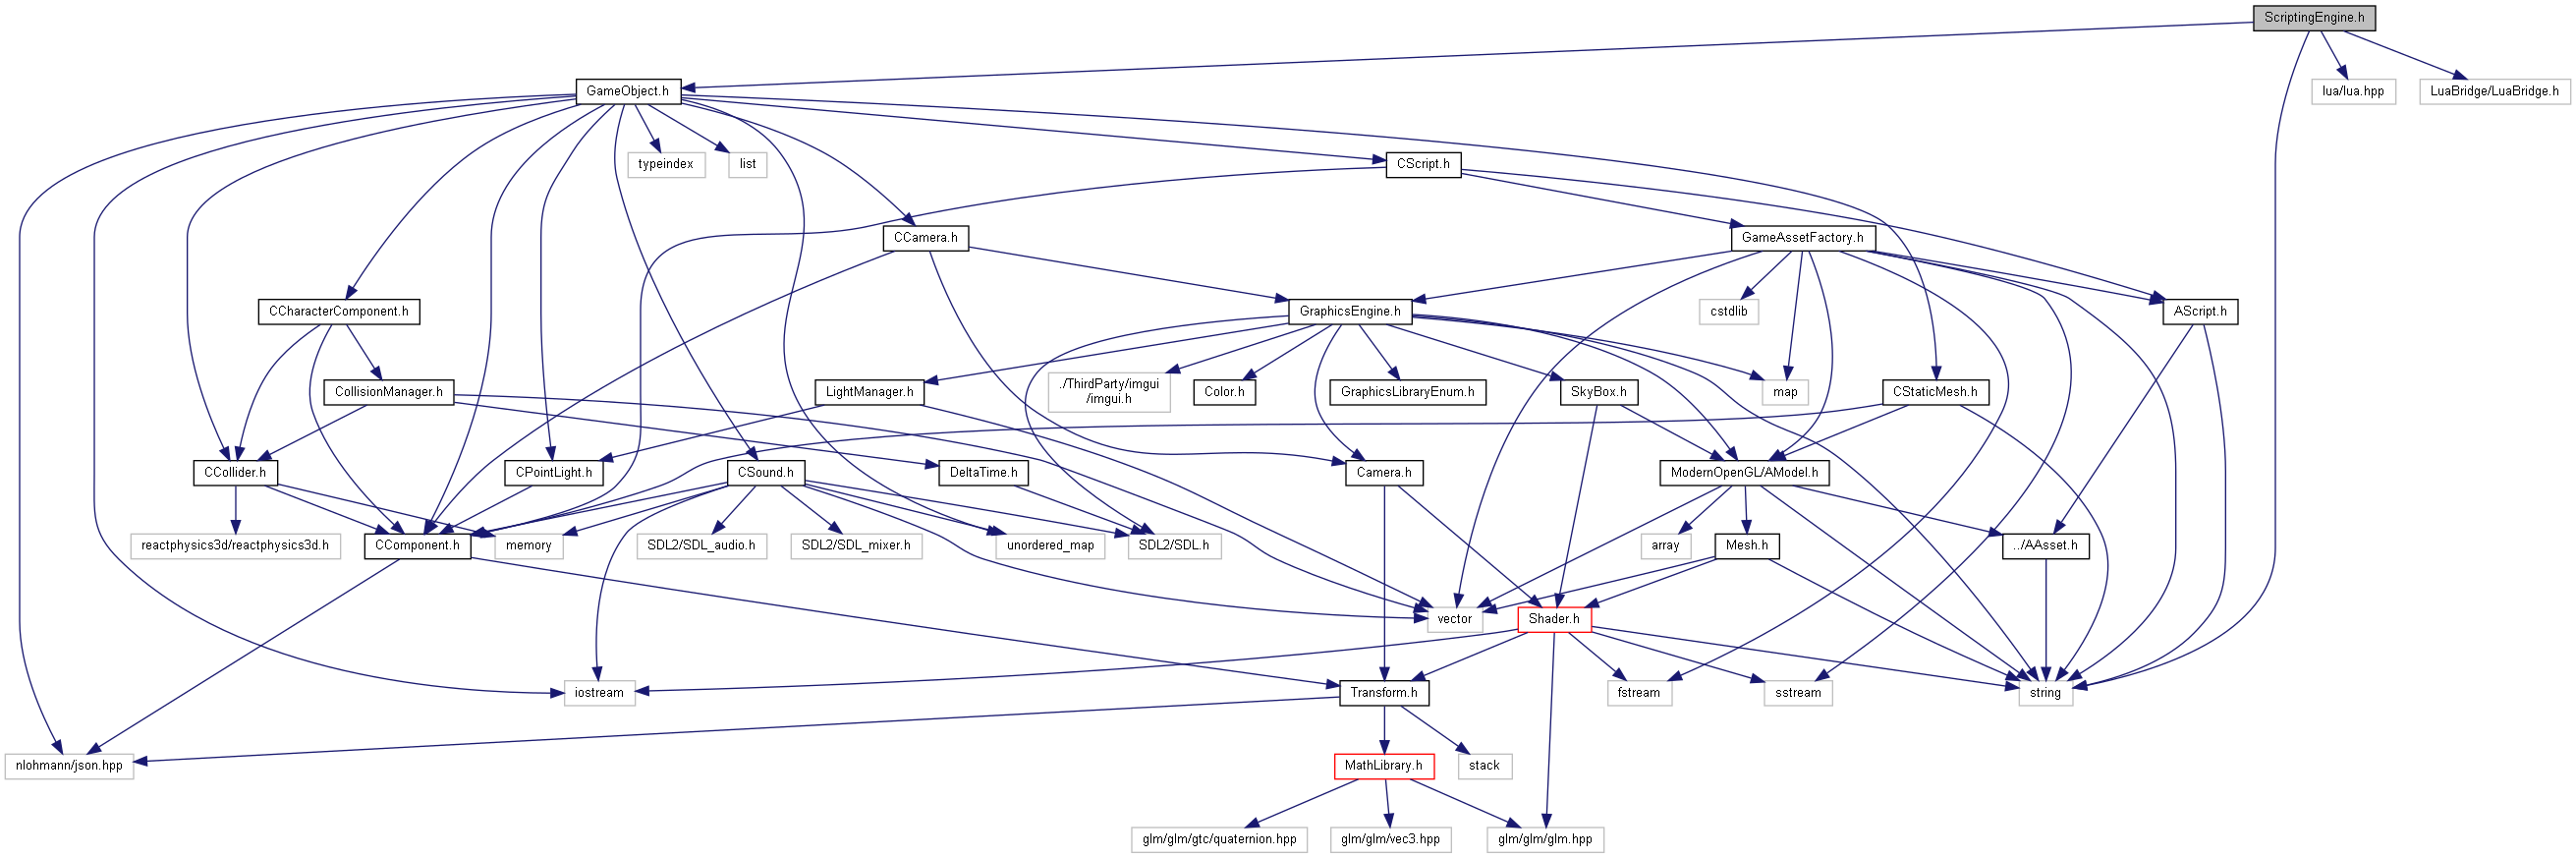 ScriptingEngine.h
GameObject.h
lua/lua.hpp
LuaBridge/LuaBridge.h
typeindex
list
CScript.h
CCamera.h
GameAssetFactory.h
CCharacterComponent.h
GraphicsEngine.h
cstdlib
AScript.h
CollisionManager.h
LightManager.h
./ThirdParty/imgui
/imgui.h
Color.h
GraphicsLibraryEnum.h
SkyBox.h
map
CStaticMesh.h
CCollider.h
CPointLight.h
CSound.h
DeltaTime.h
Camera.h
ModernOpenGL/AModel.h
reactphysics3d/reactphysics3d.h
CComponent.h
memory
SDL2/SDL_audio.h
SDL2/SDL_mixer.h
unordered_map
SDL2/SDL.h
array
Mesh.h
../AAsset.h
vector
Shader.h
iostream
Transform.h
fstream
sstream
string
nlohmann/json.hpp
MathLibrary.h
stack
glm/glm/gtc/quaternion.hpp
glm/glm/vec3.hpp
glm/glm/glm.hpp